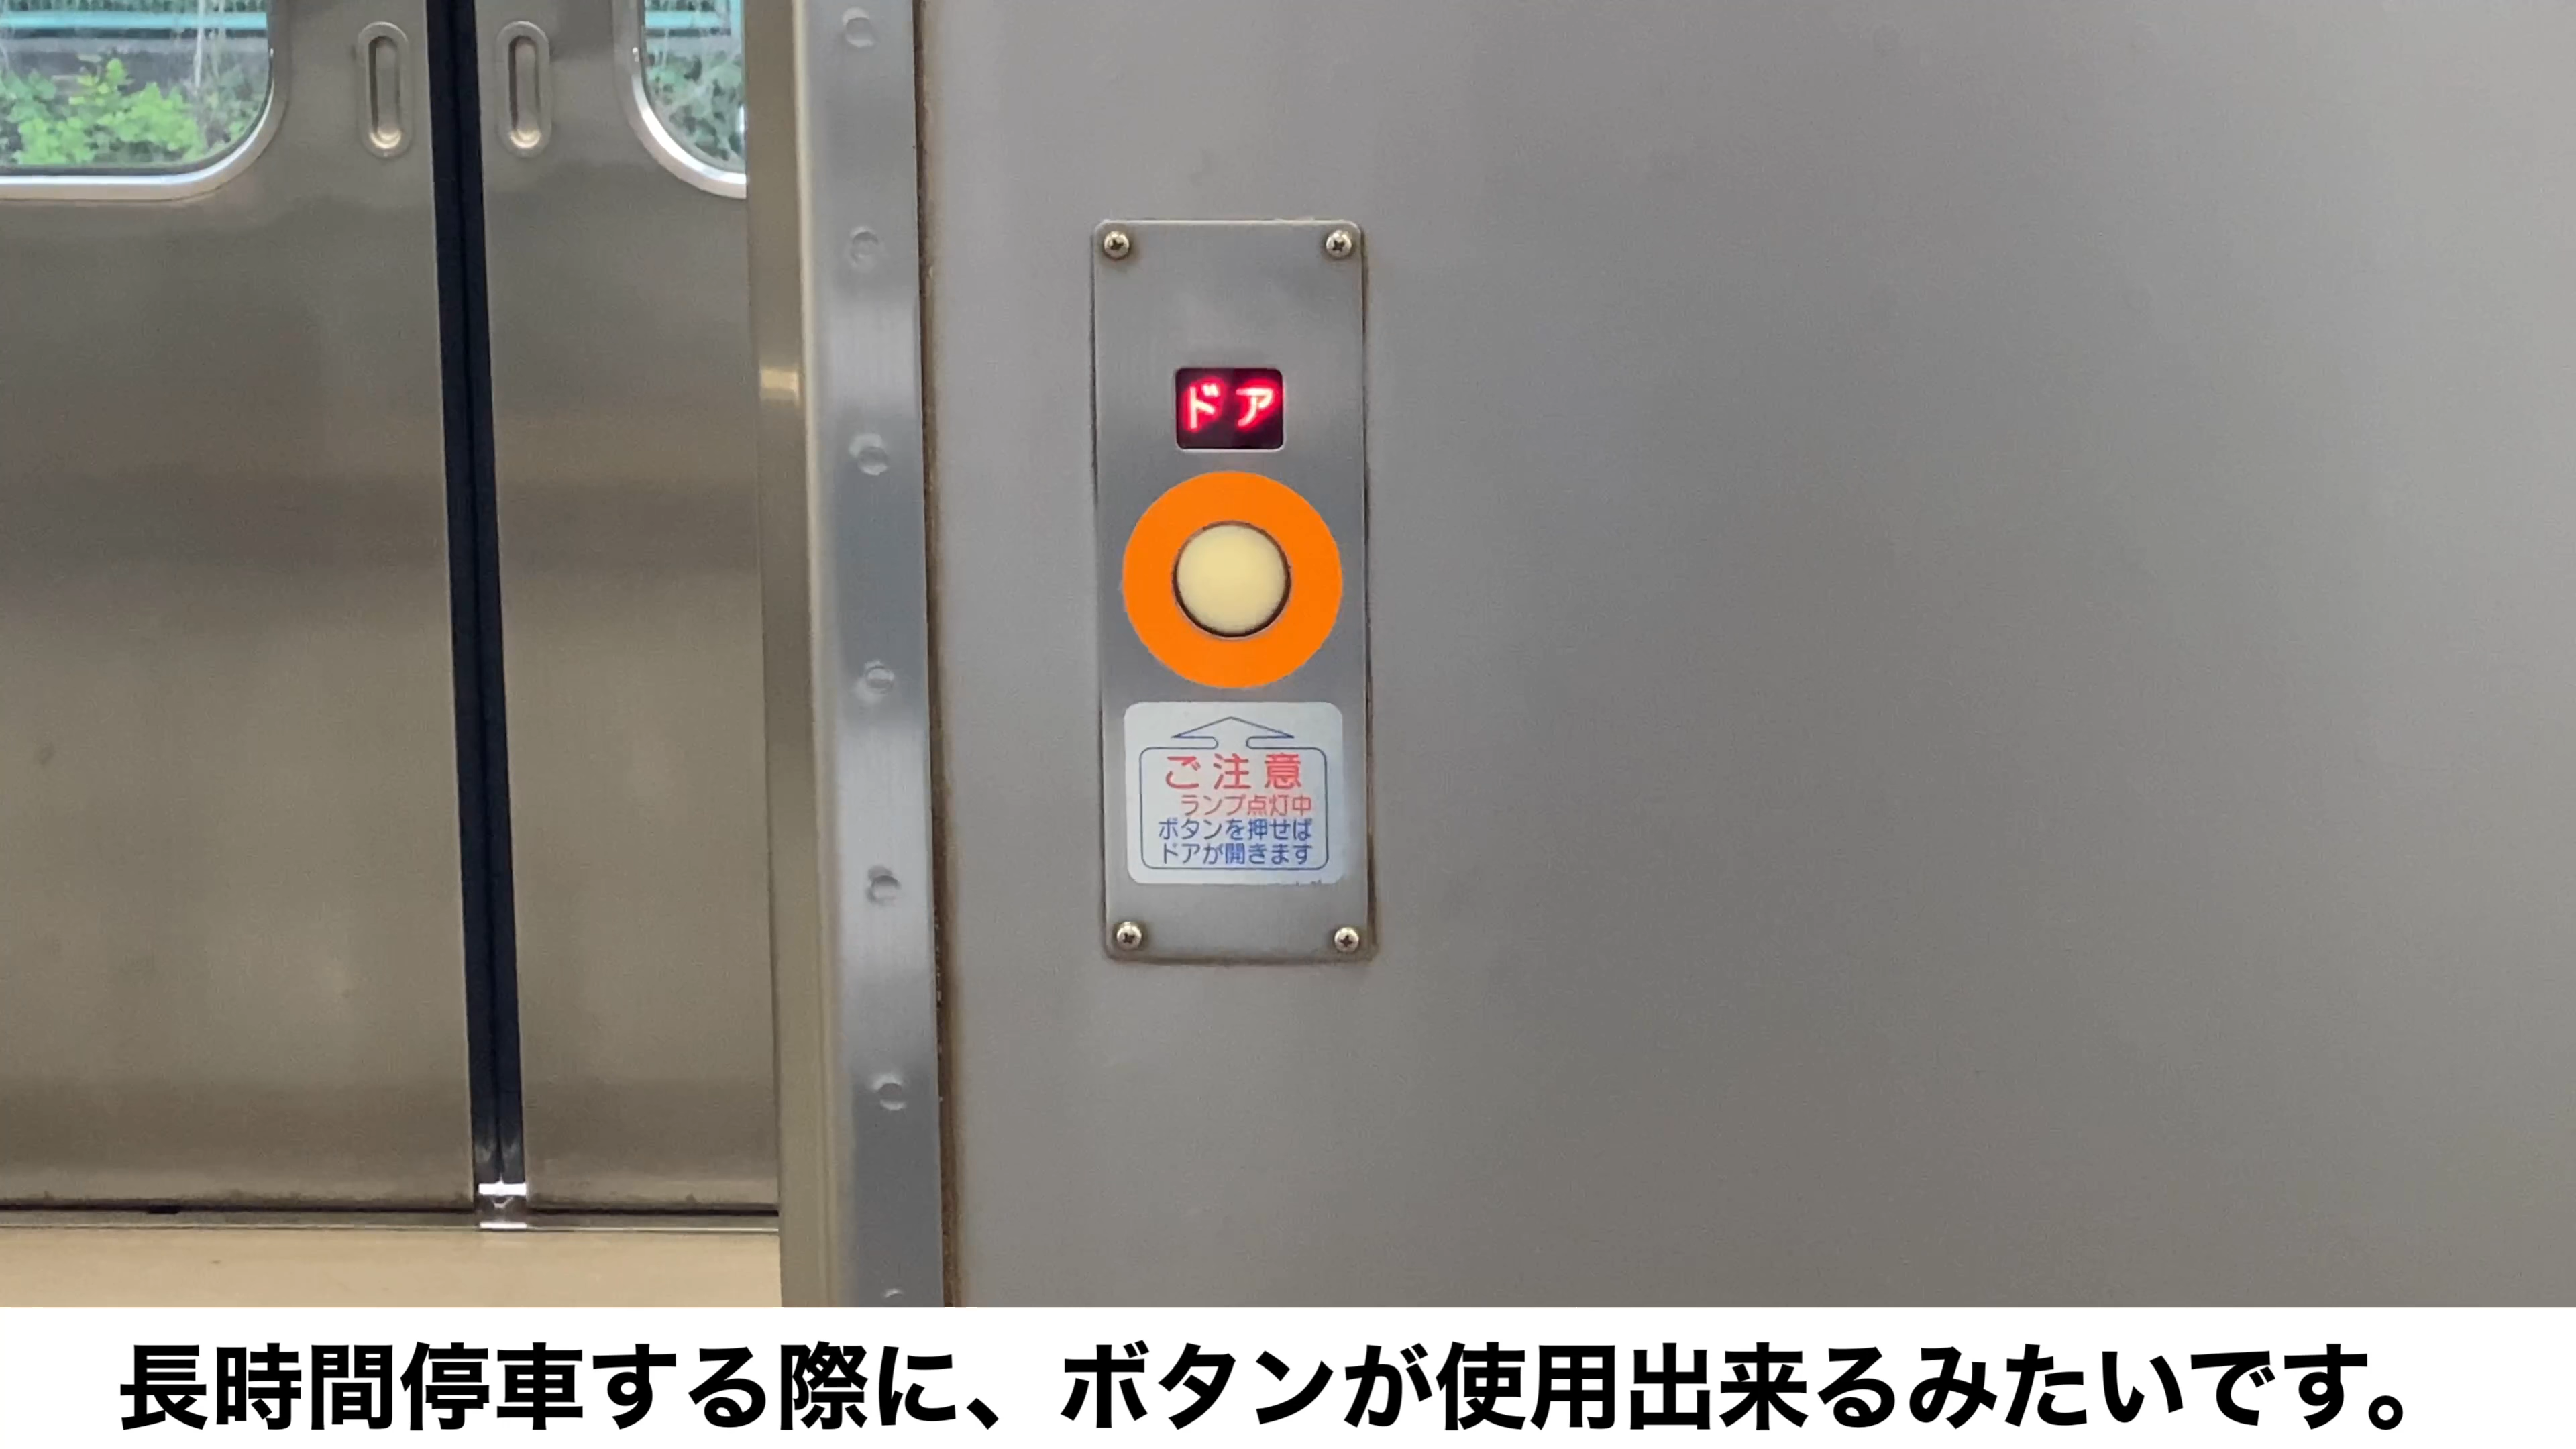 ドア
ご注意
ランプ点灯中
ボタンを押せば
ドアが開きます
長時間停車する際に、ボタンが使用出来るみたいです。